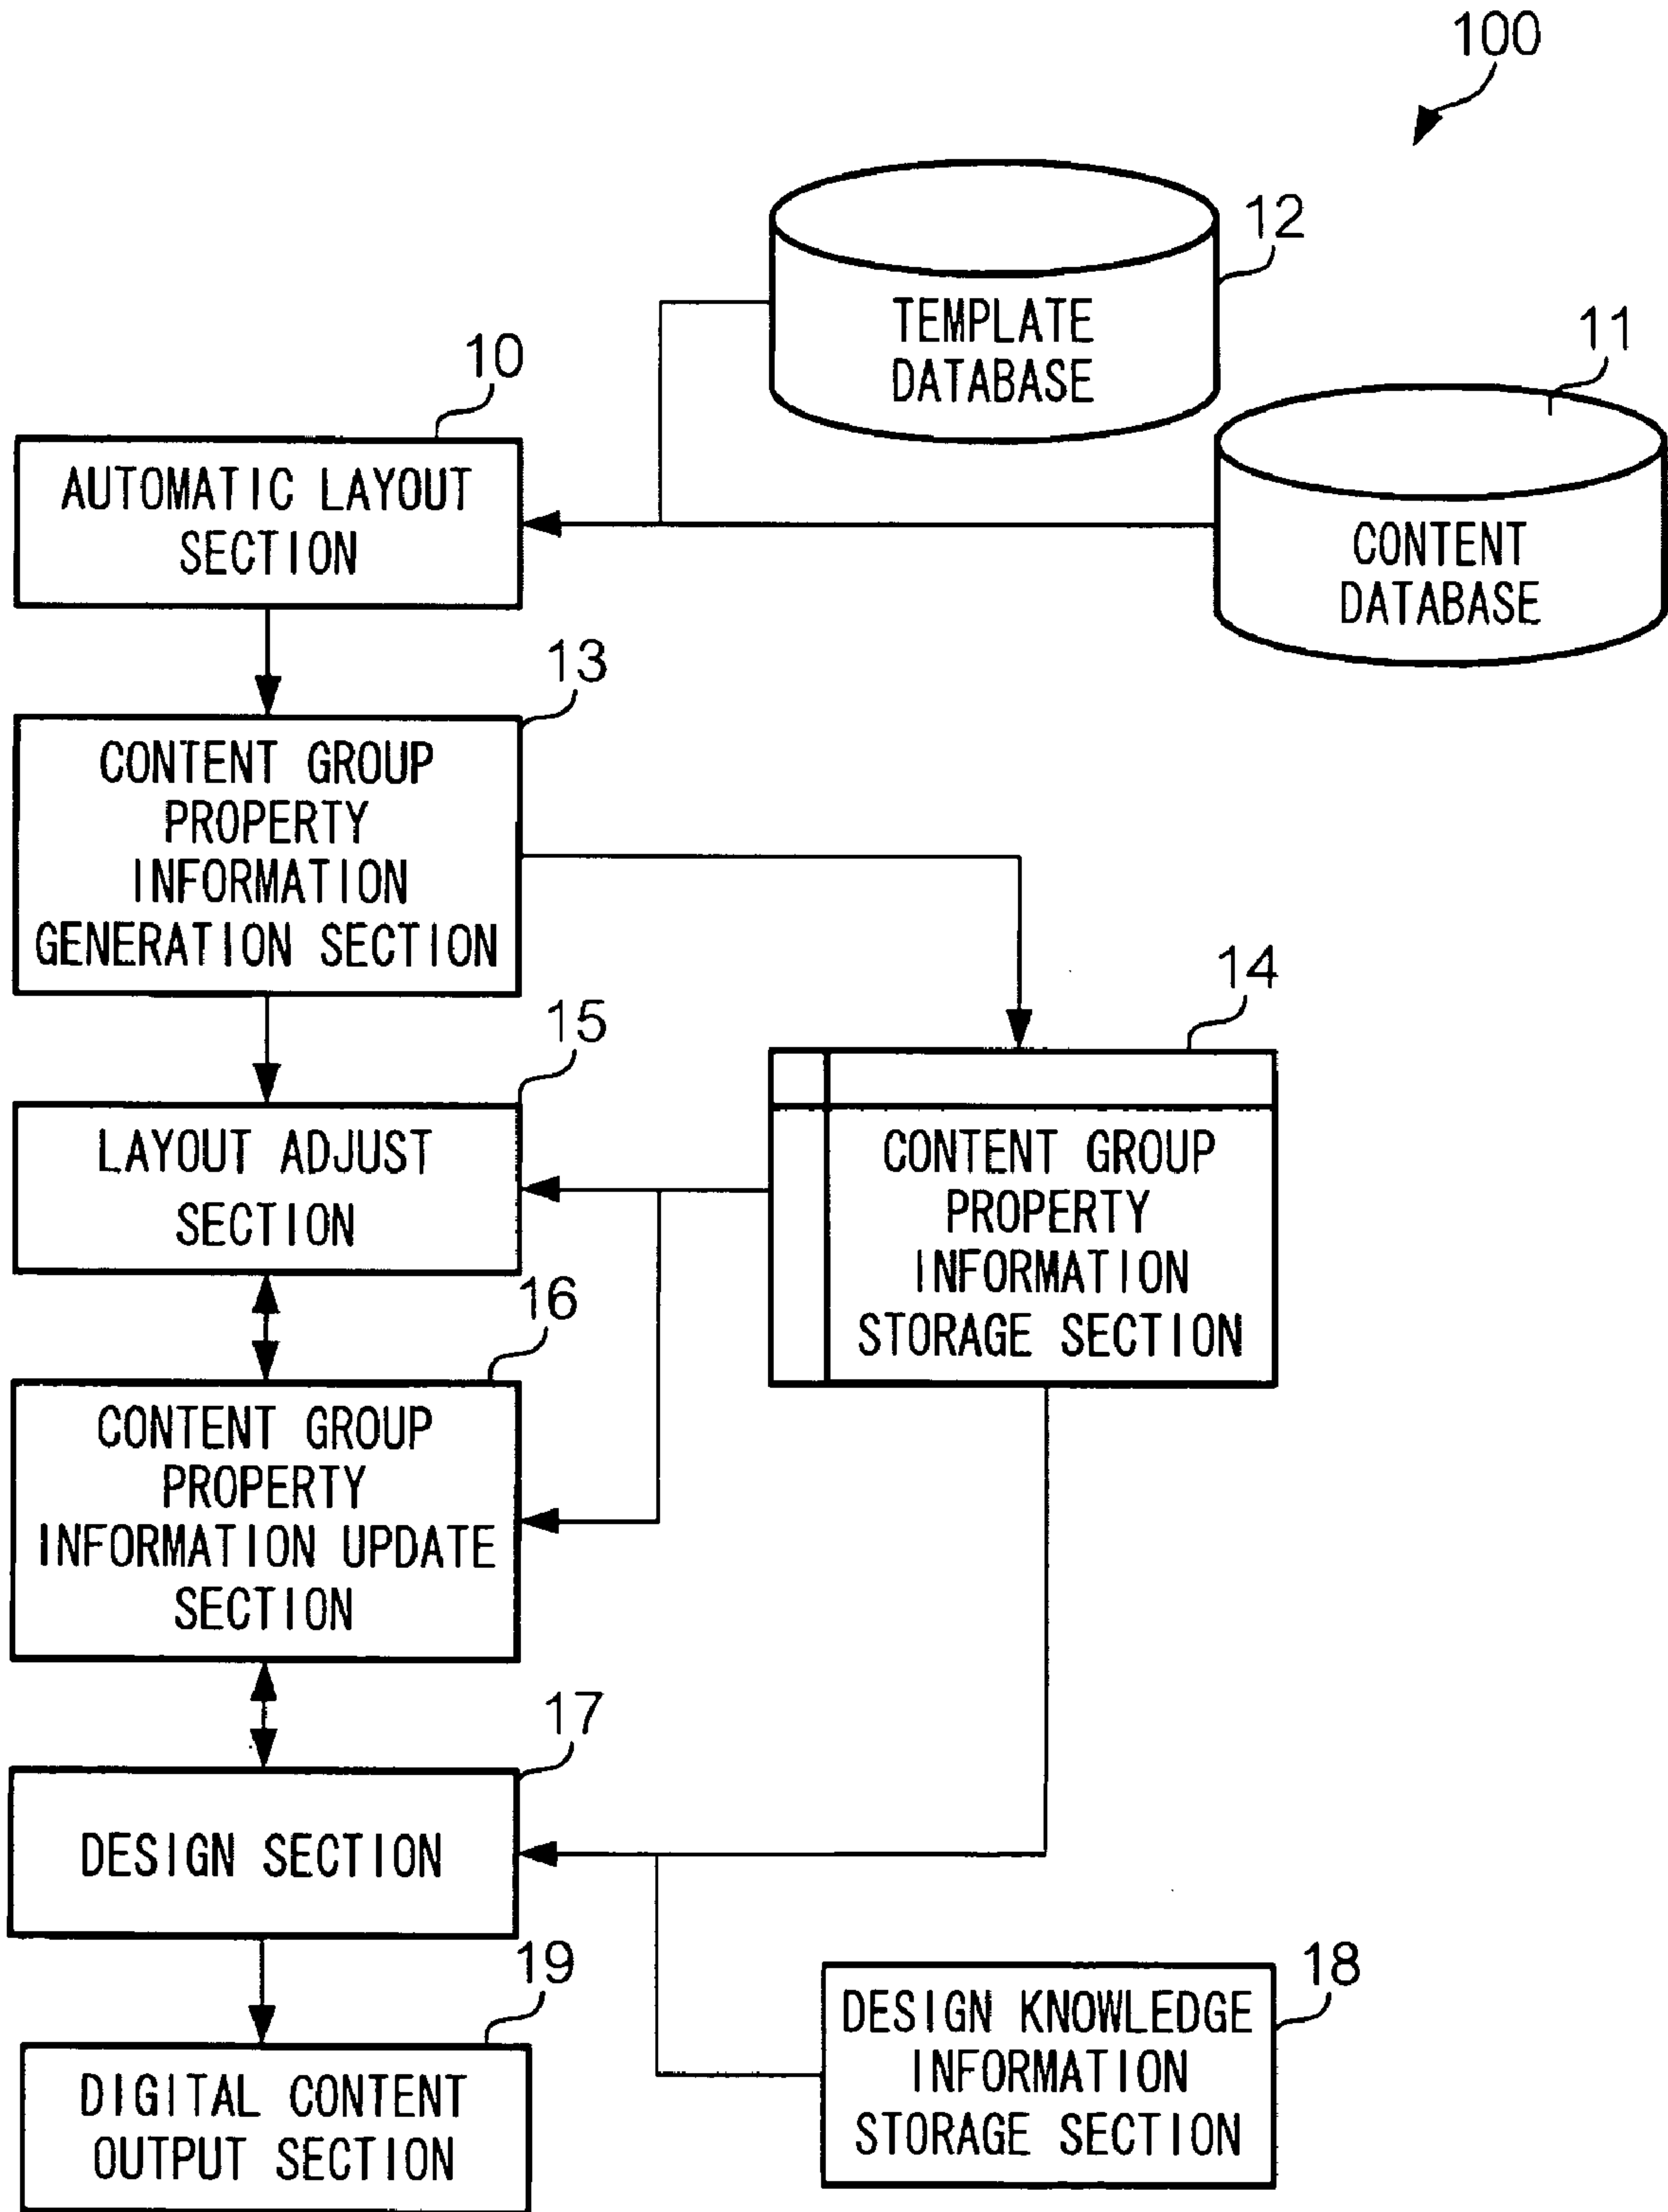 100
12
TEMPLATE
DATABASE
11
CONTENT
DATABASE
10
AUTOMATIC LAYOUT
SECTION
13
CONTENT GROUP
PROPERTY
INFORMATION
GENERATION SECTION
14
CONTENT GROUP
PROPERTY
INFORMATION
STORAGE SECTION
15
LAYOUT ADJUST
SECTION
16
CONTENT GROUP
PROPERTY
INFORMATION UPDATE
SECTION
17
DESIGN SECTION
18
DESIGN KNOWLEDGE
INFORMATION
STORAGE SECTION
19
DIGITAL CONTENT
OUTPUT SECTION